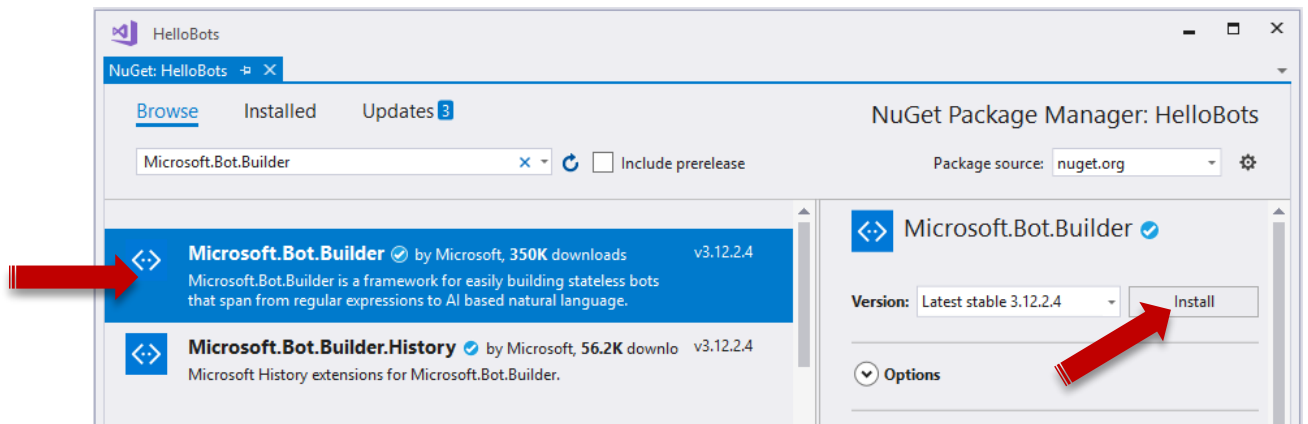 HelloBots
NuGet: HelloBots
Browse Installed Updates 3
NuGet Package Manager: HelloBots
Microsoft.Bot.Builder
Include prerelease
Package source: nuget.org
Microsoft.Bot.Builder by Microsoft, 350K downloads v3.12.2.4
Microsoft.Bot.Builder is a framework for easily building stateless bots
that span from regular expressions to AI based natural language.
Microsoft.Bot.Builder.History by Microsoft, 56.2K downlo v3.12.2.4
Microsoft History extensions for Microsoft.Bot.Builder.
Microsoft.Bot.Builder
Version: Latest stable 3.12.2.4 Install
Options